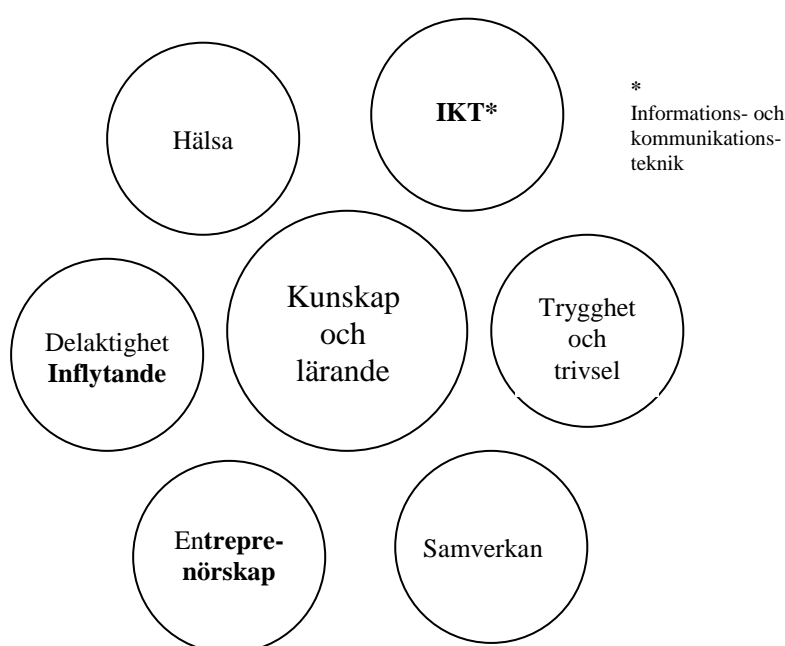 Hälsa
IKT*
*
Informations- och
kommunikations-
teknik
Kunskap
och
lärande
Trygghet
och
trivsel
Delaktighet
Inflytande
Entrepre-
nörskap
Samverkan